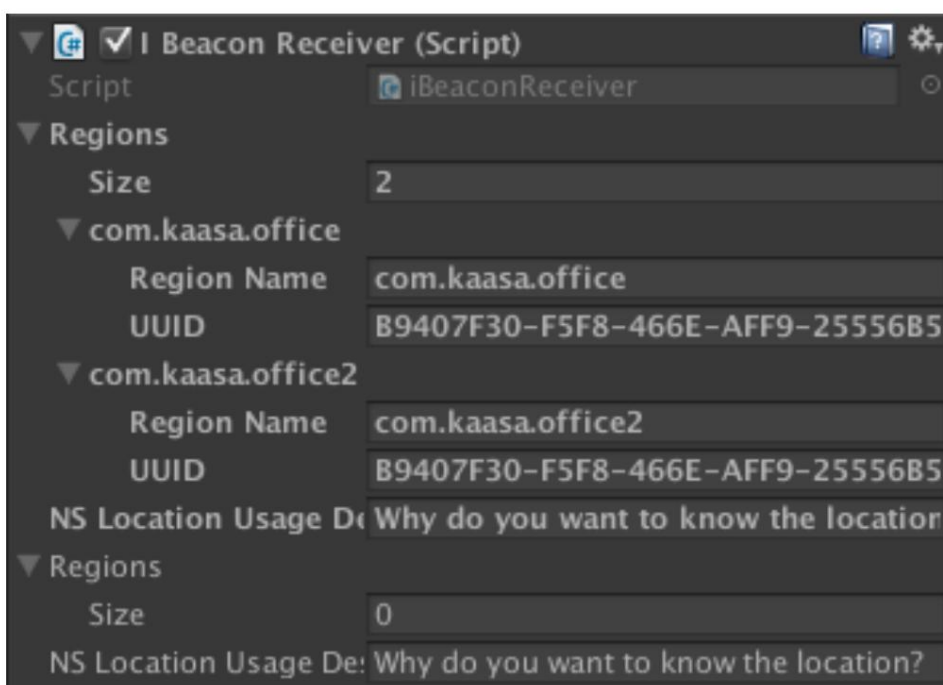 I Beacon Receiver (Script)
Script iBeaconReceiver
Regions
Size 2
com.kaasa.office
Region Name com.kaasa.office
UUID B9407F30-F5F8-466E-AFF9-25556B5
com.kaasa.office2
Region Name com.kaasa.office2
UUID B9407F30-F5F8-466E-AFF9-25556B5
NS Location Usage De Why do you want to know the location
Regions
Size 0
NS Location Usage Des Why do you want to know the location?